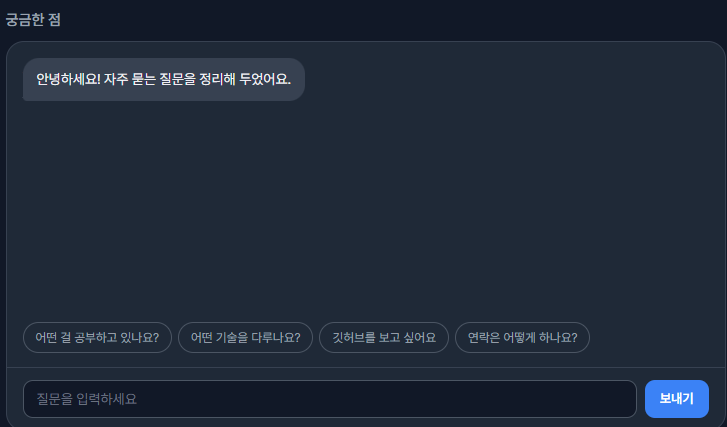 궁금한 점
안녕하세요! 자주 묻는 질문을 정리해 두었어요.
어떤 걸 공부하고 있나요? 어떤 기술을 다루나요? 깃허브를 보고 싶어요 연락은 어떻게 하나요?
질문을 입력하세요 보내기